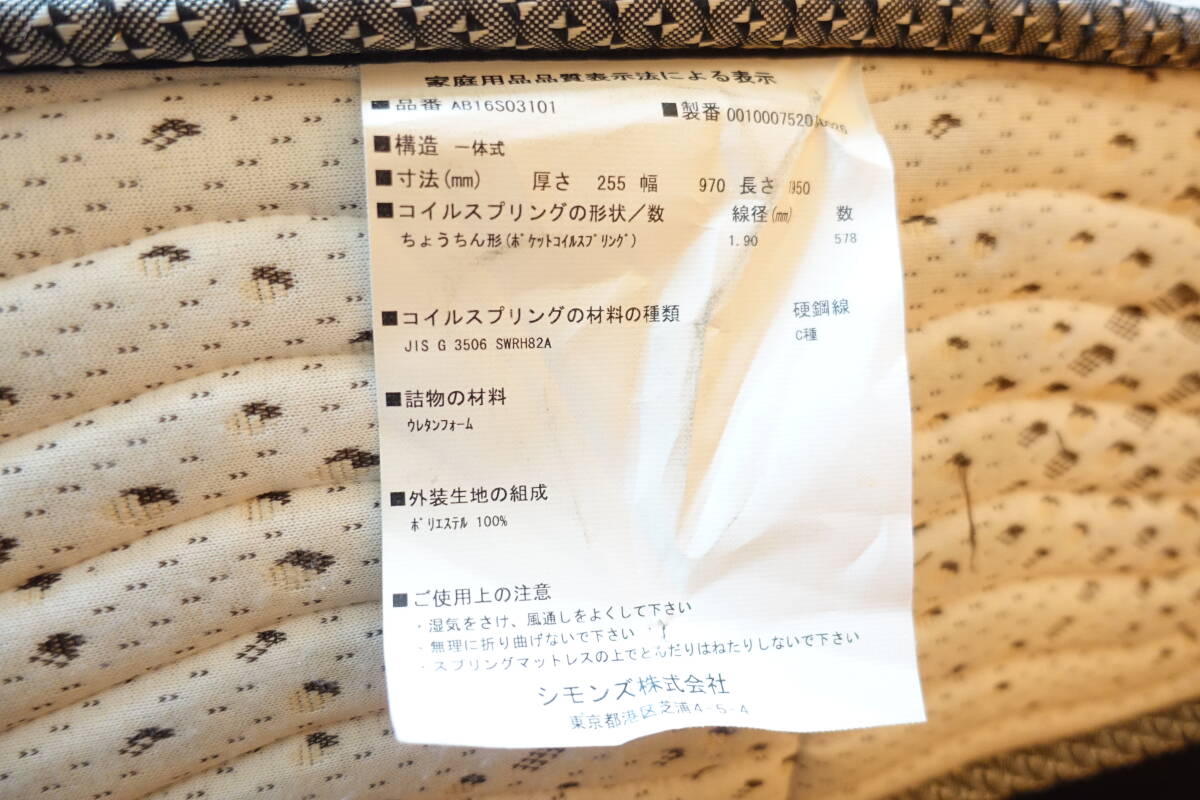 家庭用品品質表示法による表示
■品番 AB16S03101 ■製番 0010007520
■構造 一体式
■寸法(mm) 厚さ 255 幅 970 長さ 1950
■コイルスプリングの形状／数 線径(mm) 数
ちょうちん形(ﾎﾟｹｯﾄｺｲﾙｽﾌﾟﾘﾝｸﾞ) 1.90 578
■コイルスプリングの材料の種類 硬鋼線
JIS G 3506 SWRH82A C種
■詰物の材料
ｳﾚﾀﾝﾌｫｰﾑ
■外装生地の組成
ﾎﾟﾘｴｽﾃﾙ 100%
■ご使用上の注意
・湿気をさけ、風通しをよくして下さい
・無理に折り曲げないで下さい
・スプリングマットレスの上でとんだりはねたりしないで下さい
シモンズ株式会社
東京都港区芝浦4-5-4